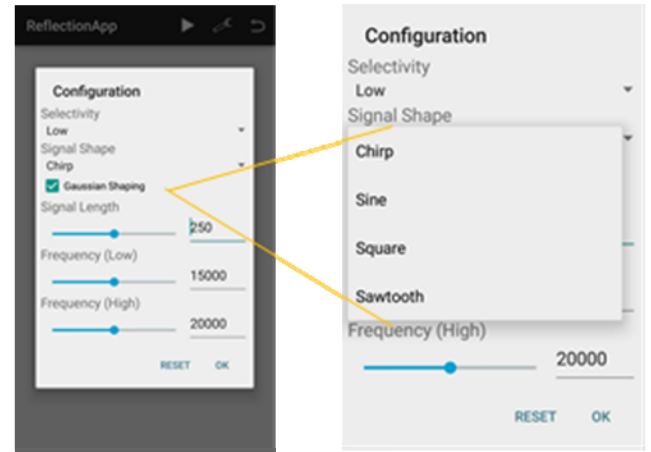 ReflectionApp
Configuration
Selectivity
Low
Signal Shape
Chirp
Gaussian Shaping
Signal Length
250
Frequency (Low)
15000
Frequency (High)
20000
RESET OK
Configuration
Selectivity
Low
Signal Shape
Chirp
Sine
Square
Sawtooth
Frequency (High)
20000
RESET OK